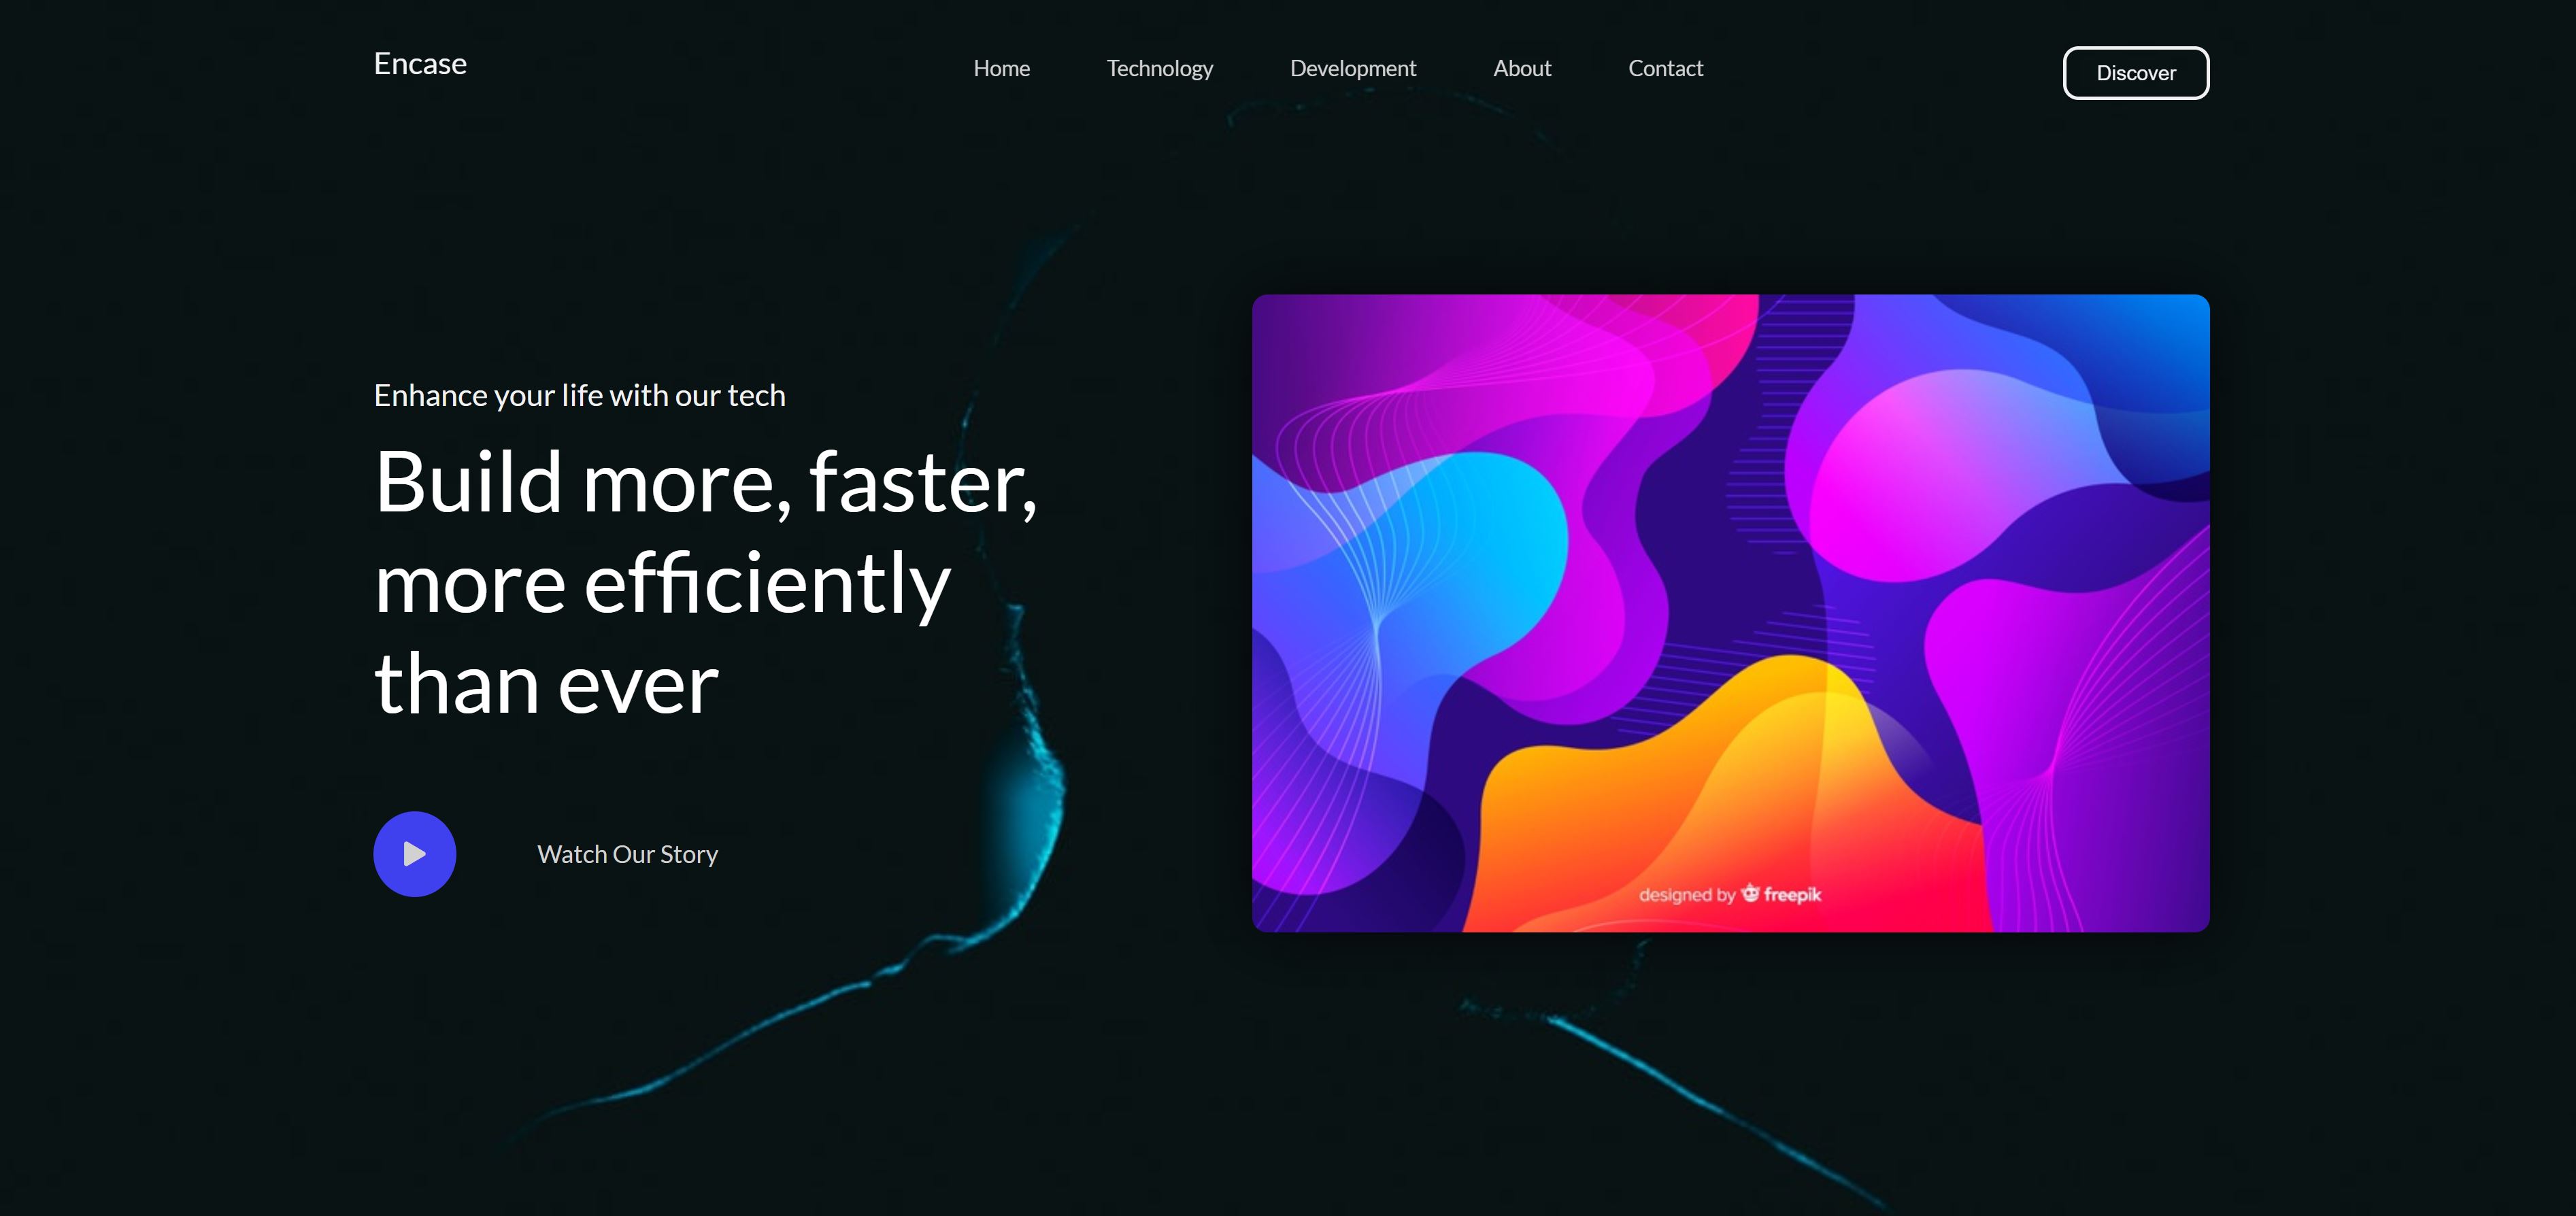 Encase
Home
Technology
Development
About
Contact
Discover
Enhance your life with our tech
Build more, faster,
more efficiently
than ever
Watch Our Story
designed by freepik